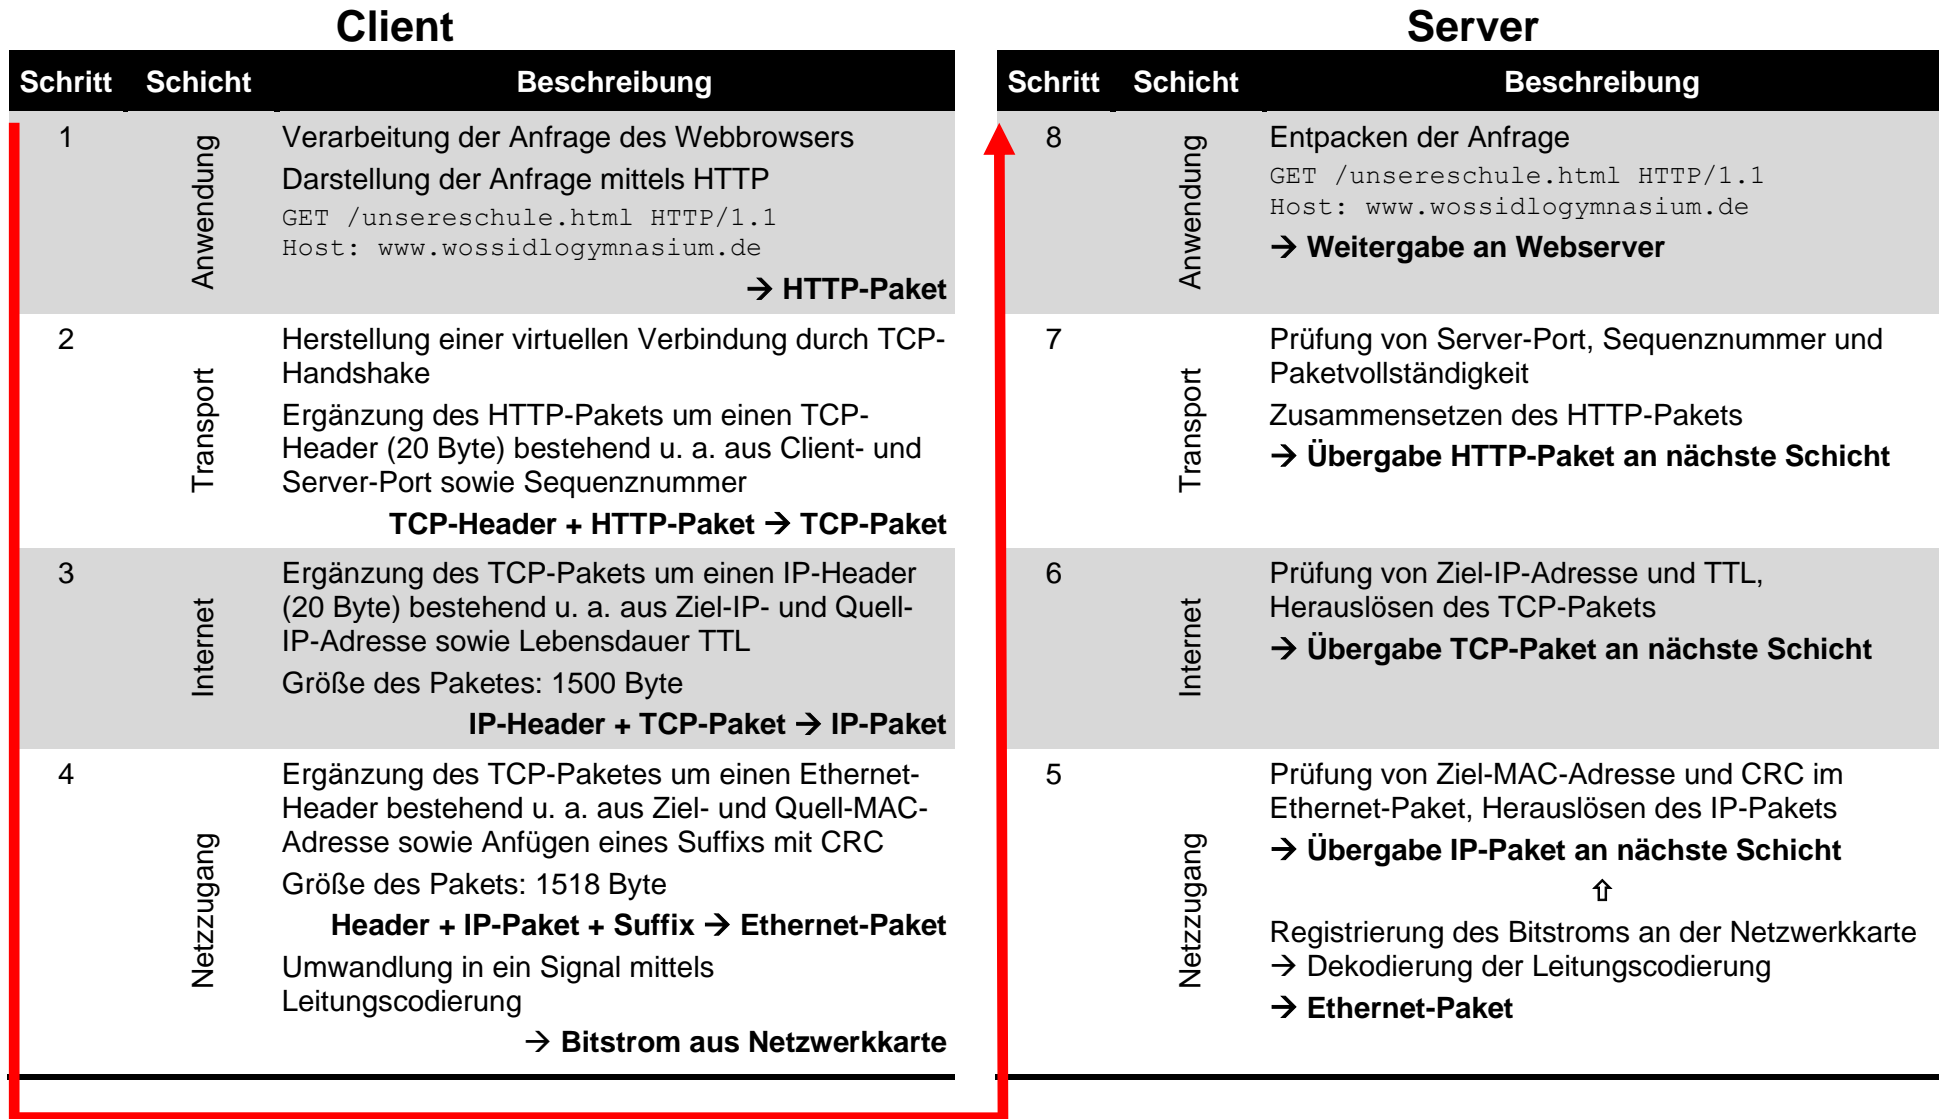 Client
Schritt Schicht Beschreibung
1
Anwendung
Verarbeitung der Anfrage des Webbrowsers
Darstellung der Anfrage mittels HTTP
GET /unsereschule.html HTTP/1.1
Host: www.wossidlogymnasium.de
→ HTTP-Paket
2
Transport
Herstellung einer virtuellen Verbindung durch TCP-
Handshake
Ergänzung des HTTP-Pakets um einen TCP-
Header (20 Byte) bestehend u. a. aus Client- und
Server-Port sowie Sequenznummer
TCP-Header + HTTP-Paket → TCP-Paket
3
Internet
Ergänzung des TCP-Pakets um einen IP-Header
(20 Byte) bestehend u. a. aus Ziel-IP- und Quell-
IP-Adresse sowie Lebensdauer TTL
Größe des Paketes: 1500 Byte
IP-Header + TCP-Paket → IP-Paket
4
Netzzugang
Ergänzung des TCP-Paketes um einen Ethernet-
Header bestehend u. a. aus Ziel- und Quell-MAC-
Adresse sowie Anfügen eines Suffixs mit CRC
Größe des Pakets: 1518 Byte
Header + IP-Paket + Suffix → Ethernet-Paket
Umwandlung in ein Signal mittels
Leitungscodierung
→ Bitstrom aus Netzwerkkarte
Server
Schritt Schicht Beschreibung
8
Anwendung
Entpacken der Anfrage
GET /unsereschule.html HTTP/1.1
Host: www.wossidlogymnasium.de
→ Weitergabe an Webserver
7
Transport
Prüfung von Server-Port, Sequenznummer und
Paketvollständigkeit
Zusammensetzen des HTTP-Pakets
→ Übergabe HTTP-Paket an nächste Schicht
6
Internet
Prüfung von Ziel-IP-Adresse und TTL,
Herauslösen des TCP-Pakets
→ Übergabe TCP-Paket an nächste Schicht
5
Netzzugang
Prüfung von Ziel-MAC-Adresse und CRC im
Ethernet-Paket, Herauslösen des IP-Pakets
→ Übergabe IP-Paket an nächste Schicht
⇧
Registrierung des Bitstroms an der Netzwerkkarte
→ Dekodierung der Leitungscodierung
→ Ethernet-Paket